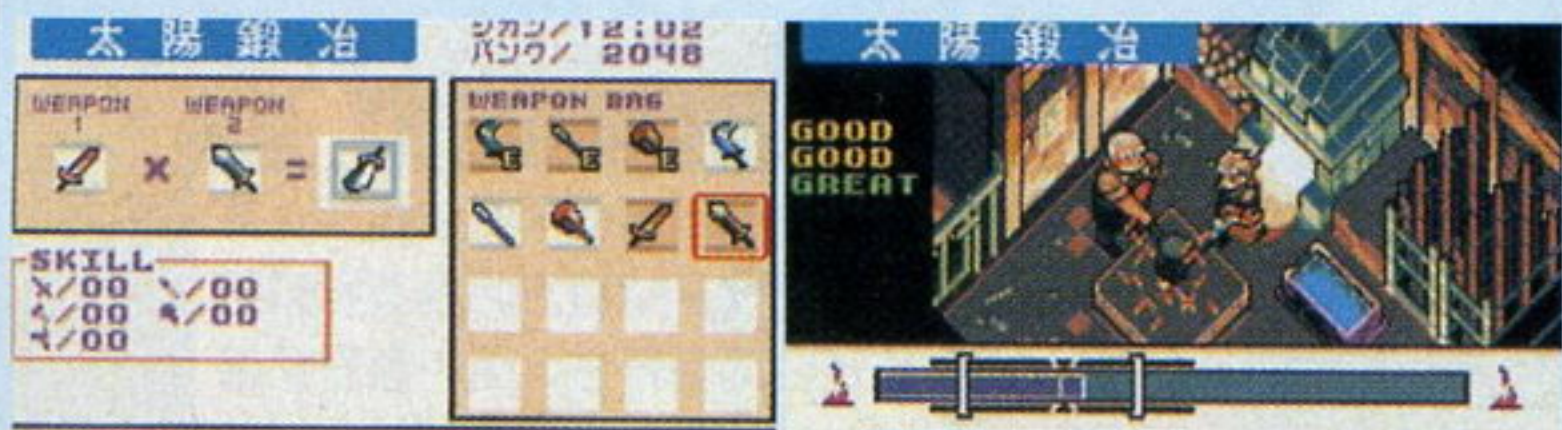 太陽鍛冶
ジカン/12:02
バンク/ 2048
WEAPON 1
WEAPON 2
× =
WEAPON BAG
E E E
SKILL
/00 /00
/00 /00
/00
太陽鍛冶
GOOD
GOOD
GREAT